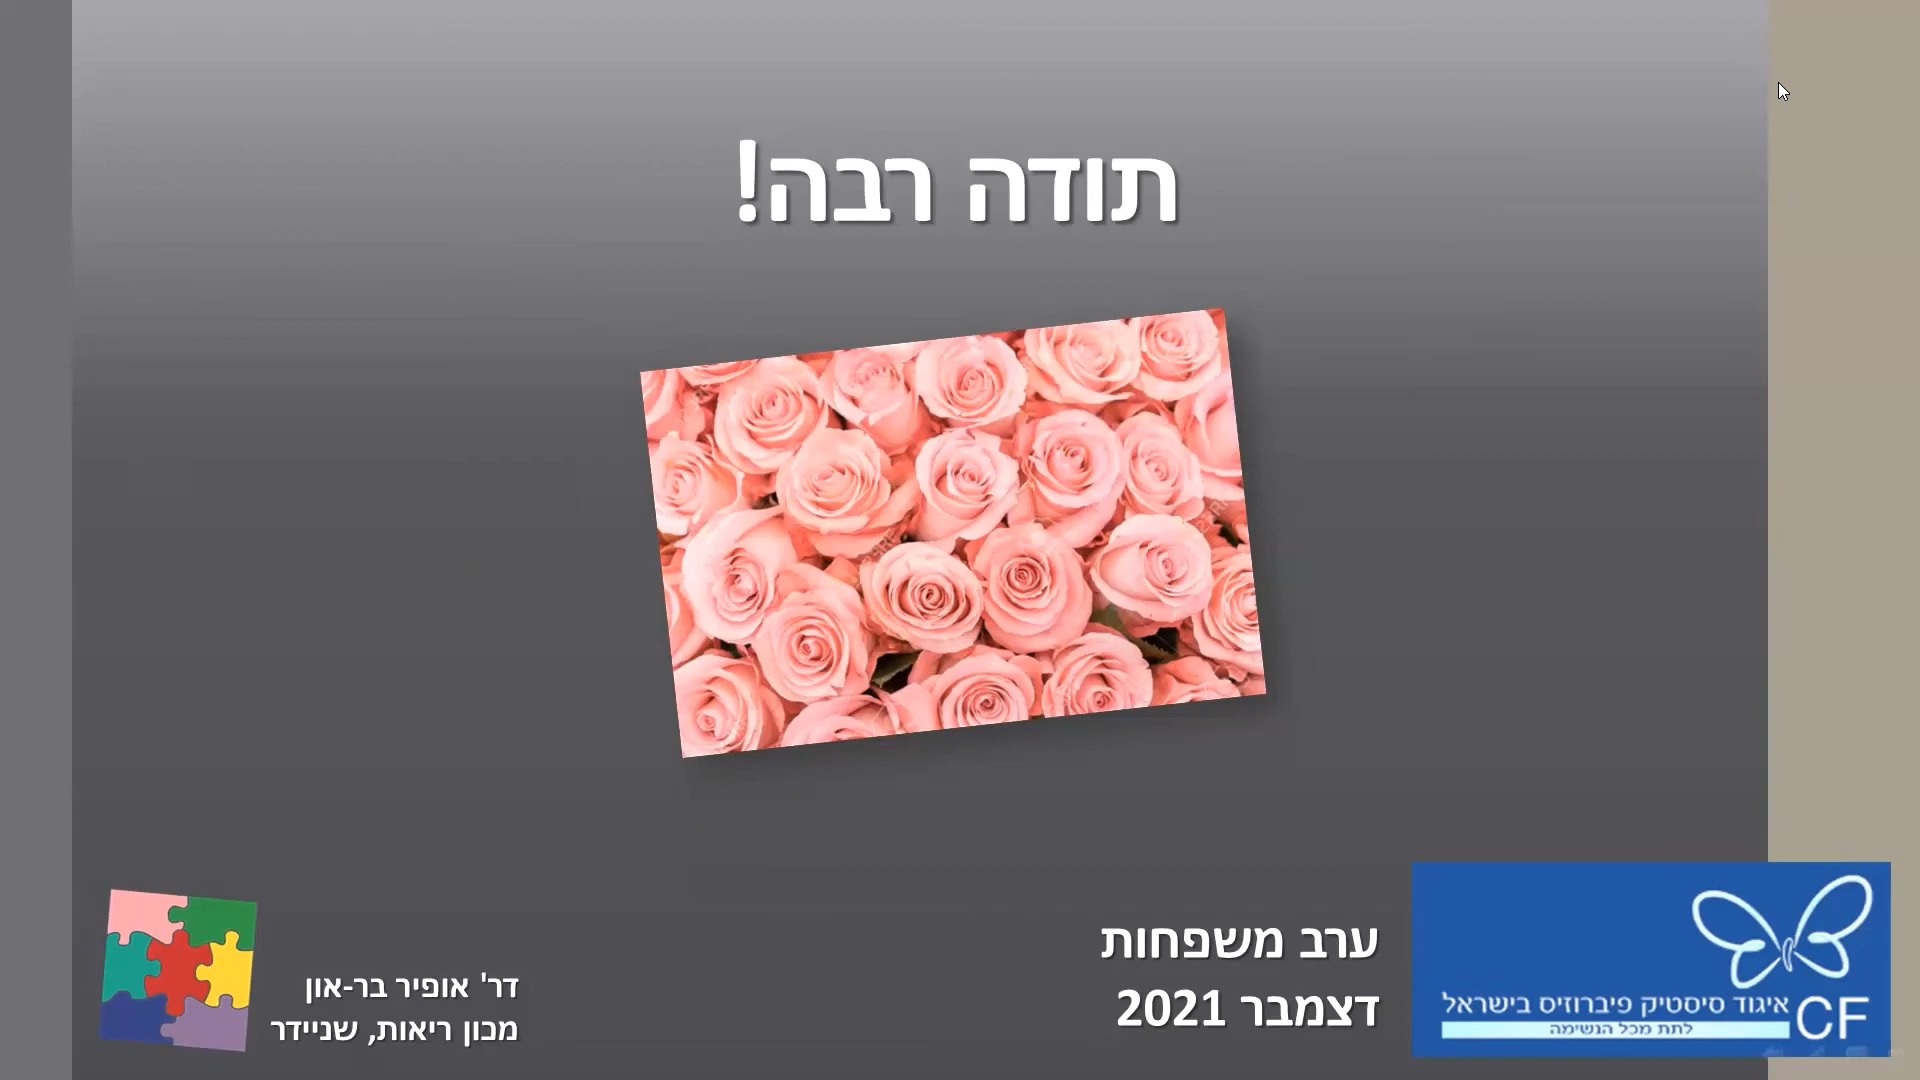 תודה רבה!
ערב משפחות
דצמבר 2021
איגוד סיסטיק פיברוזיס בישראל
CF
לתת מכל הנשימה
דר' אופיר בר-און
מכון ריאות, שניידר